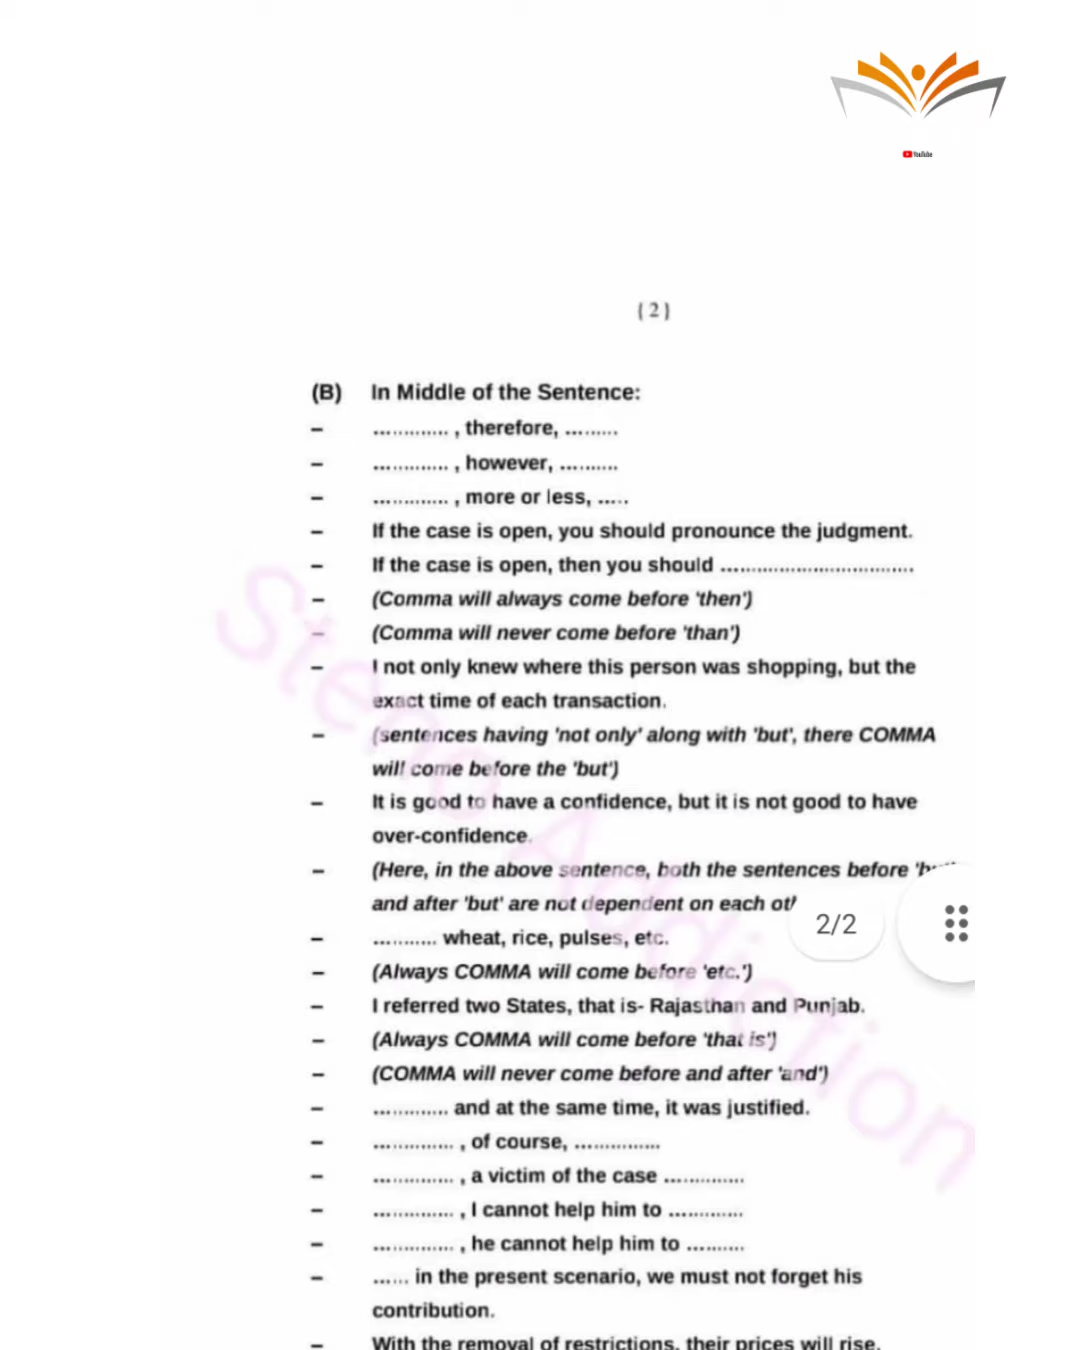 YouTube
{ 2 }
(B) In Middle of the Sentence:
– ............. , therefore, .........
– ............. , however, ..........
– ............. , more or less, .....
– If the case is open, you should pronounce the judgment.
– If the case is open, then you should ..................................
– (Comma will always come before 'then')
– (Comma will never come before 'than')
– I not only knew where this person was shopping, but the
exact time of each transaction.
– (sentences having 'not only' along with 'but', there COMMA
will come before the 'but')
– It is good to have a confidence, but it is not good to have
over-confidence.
– (Here, in the above sentence, both the sentences before
and after 'but' are not dependent on each
2/2
– ........... wheat, rice, pulses, etc.
– (Always COMMA will come before 'etc.')
– I referred two States, that is- Rajasthan and Punjab.
– (Always COMMA will come before 'that is')
– (COMMA will never come before and after 'and')
– ............. and at the same time, it was justified.
– .............. , of course, ...............
– .............. , a victim of the case ..............
– .............. , I cannot help him to .............
– .............. , he cannot help him to ..........
– ...... in the present scenario, we must not forget his
contribution.
– With the removal of restrictions, their prices will rise.
Steno Addiction